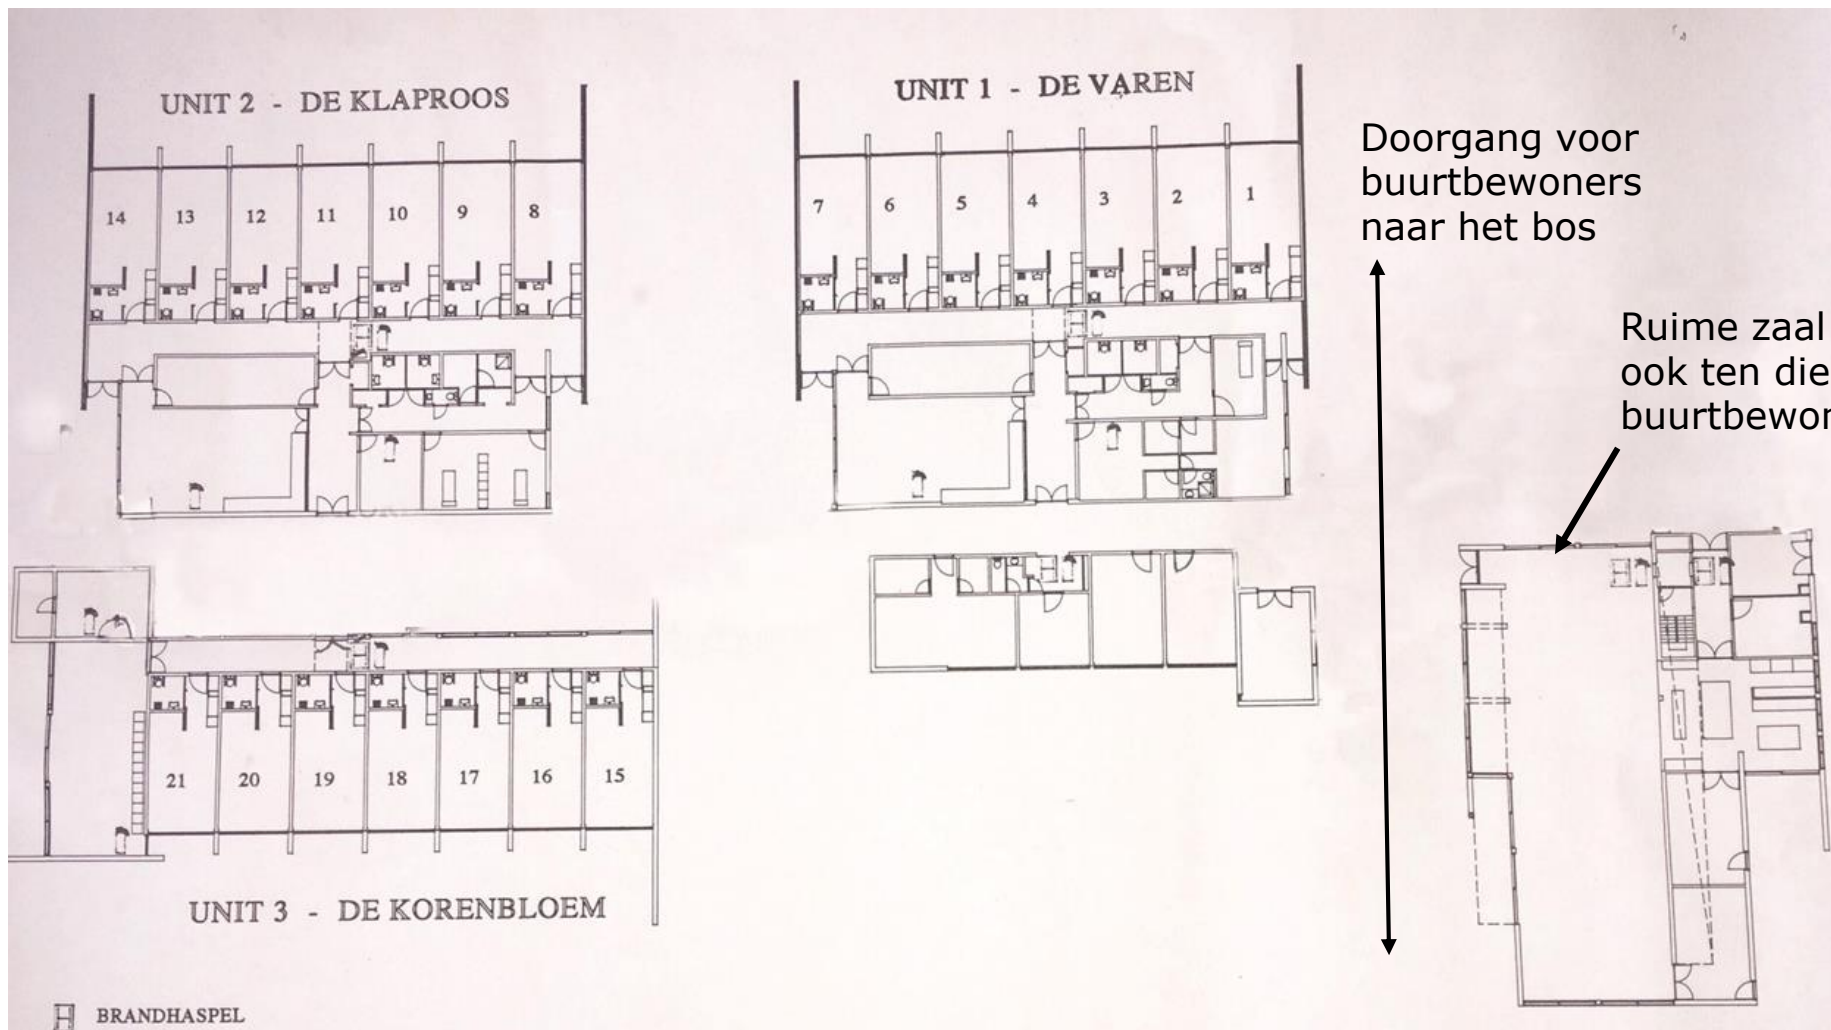 UNIT 2 - DE KLAPROOS
14 13 12 11 10 9 8
UNIT 1 - DE VAREN
7 6 5 4 3 2 1
Doorgang voor
buurtbewoners
naar het bos
Ruime zaal
ook ten die
buurtbewon
21 20 19 18 17 16 15
UNIT 3 - DE KORENBLOEM
BRANDHASPEL